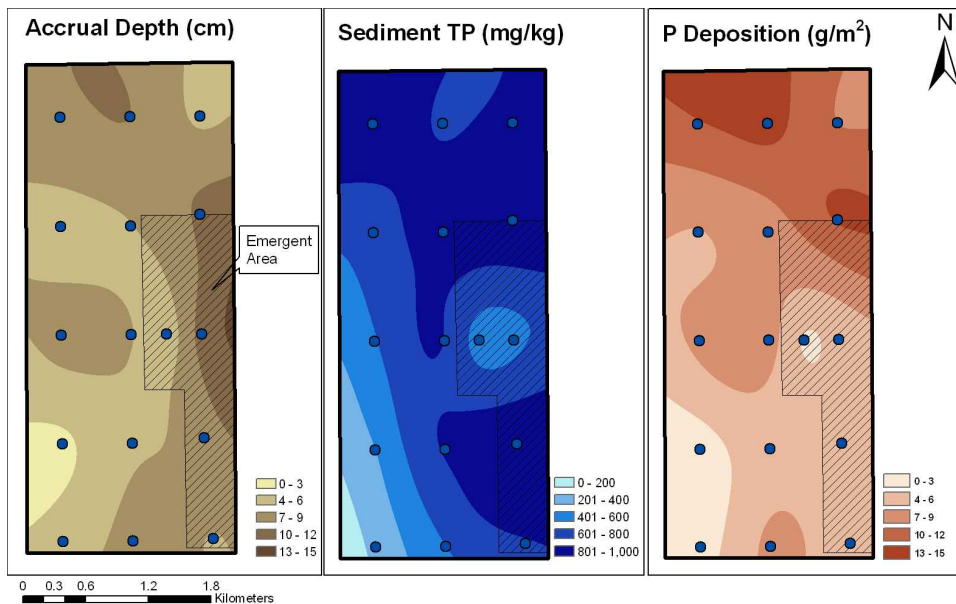 Accrual Depth (cm)
Emergent
Area
0 - 3
4 - 6
7 - 9
10 - 12
13 - 15
Sediment TP (mg/kg)
0 - 200
201 - 400
401 - 600
601 - 800
801 - 1,000
P Deposition (g/m²)
N
0 - 3
4 - 6
7 - 9
10 - 12
13 - 15
0 0.3 0.6 1.2 1.8
Kilometers